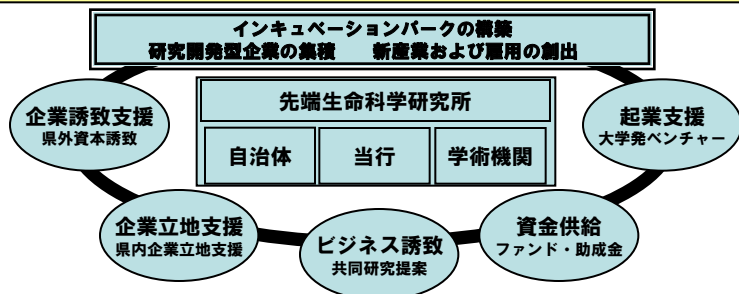 インキュベーションパークの構築
研究開発型企業の集積　新産業および雇用の創出
先端生命科学研究所
自治体　当行　学術機関
企業誘致支援
県外資本誘致
起業支援
大学発ベンチャー
企業立地支援
県内企業立地支援
ビジネス誘致
共同研究提案
資金供給
ファンド・助成金